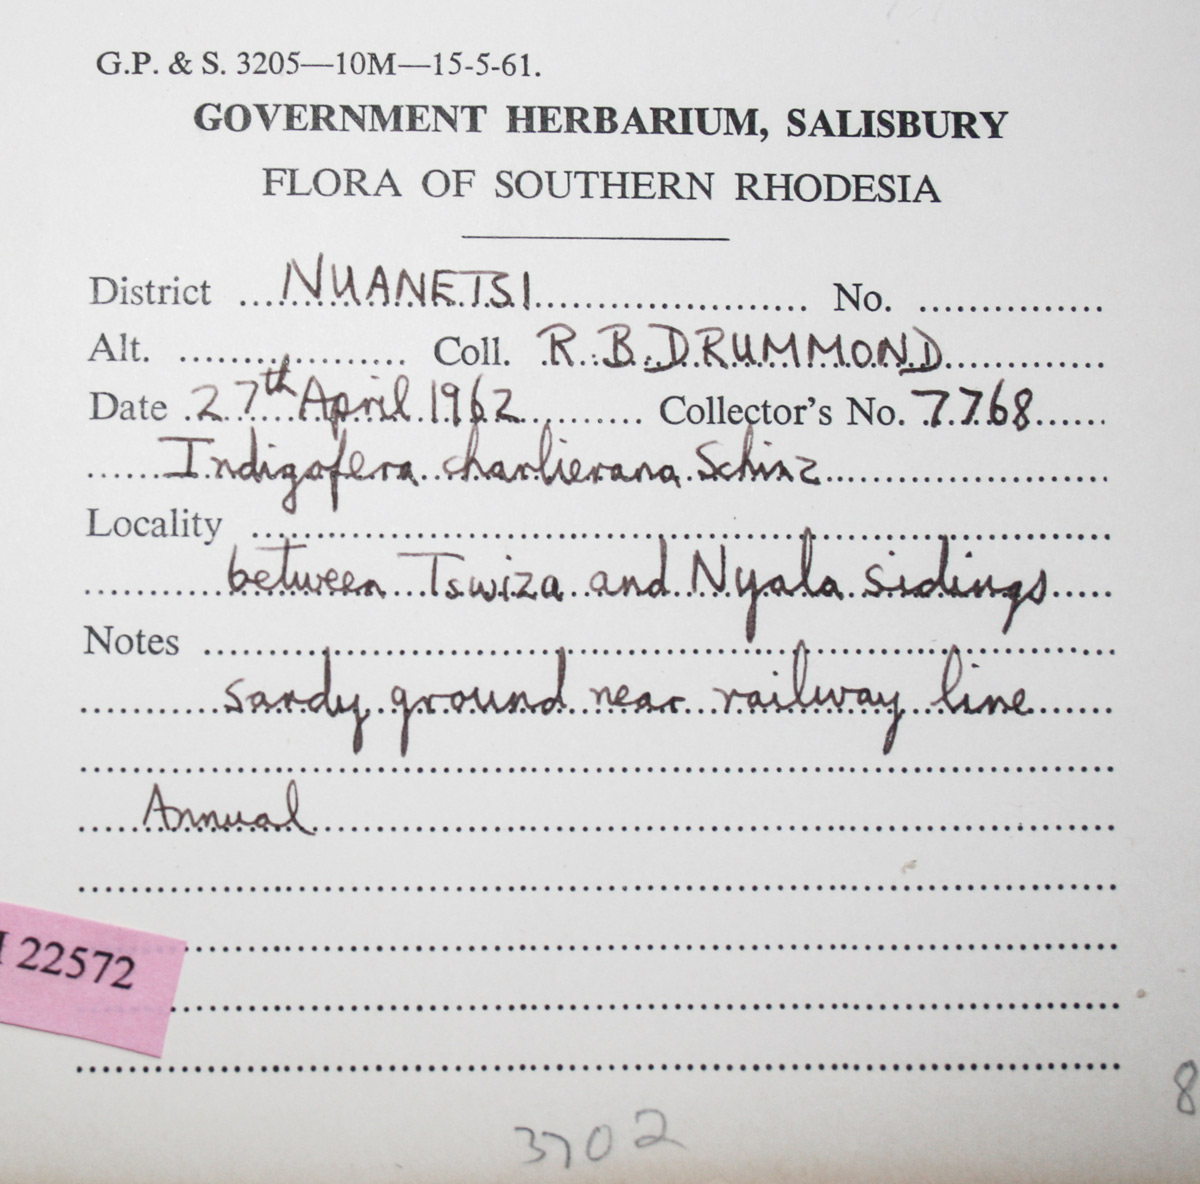 G.P. & S. 3205—10M—15-5-61.
GOVERNMENT HERBARIUM, SALISBURY
FLORA OF SOUTHERN RHODESIA
District NUANETSI No.
Alt. Coll. R. B. DRUMMOND
Date 27th April 1962 Collector's No. 7768
Indigofera charlierana Schinz
Locality
between Tswiza and Nyala sidings
Notes
sandy ground near railway line
Annual
22572
8
3702